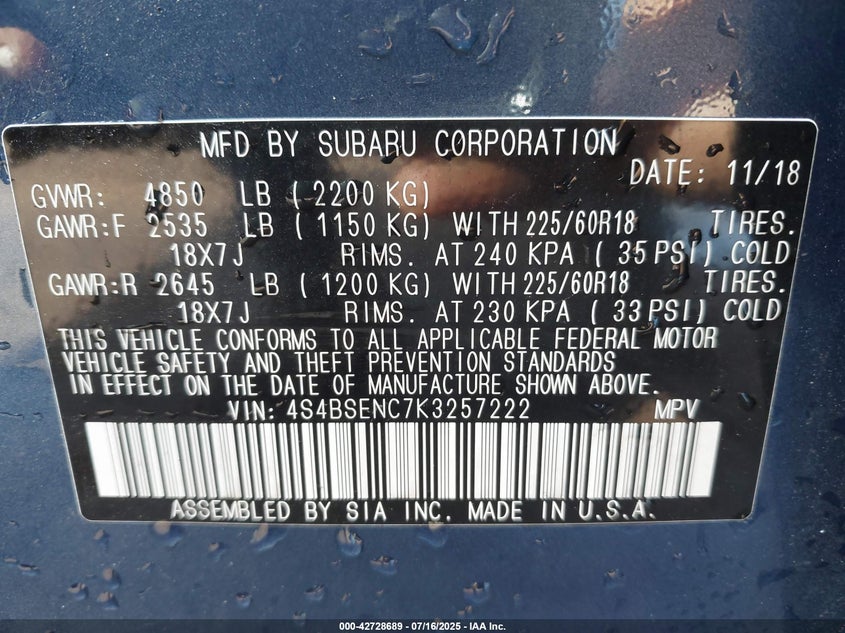 MFD BY SUBARU CORPORATION
DATE: 11/18
GVWR: 4850 LB ( 2200 KG)
GAWR:F 2535 LB ( 1150 KG) WITH 225/60R18 TIRES.
18X7J RIMS. AT 240 KPA ( 35 PSI) COLD
GAWR:R 2645 LB ( 1200 KG) WITH 225/60R18 TIRES.
18X7J RIMS. AT 230 KPA ( 33 PSI) COLD
THIS VEHICLE CONFORMS TO ALL APPLICABLE FEDERAL MOTOR
VEHICLE SAFETY AND THEFT PREVENTION STANDARDS
IN EFFECT ON THE DATE OF MANUFACTURE SHOWN ABOVE.
VIN: 4S4BSENC7K3257222 MPV
ASSEMBLED BY SIA INC. MADE IN U.S.A.
000-42728689 - 07/16/2025 - IAA Inc.